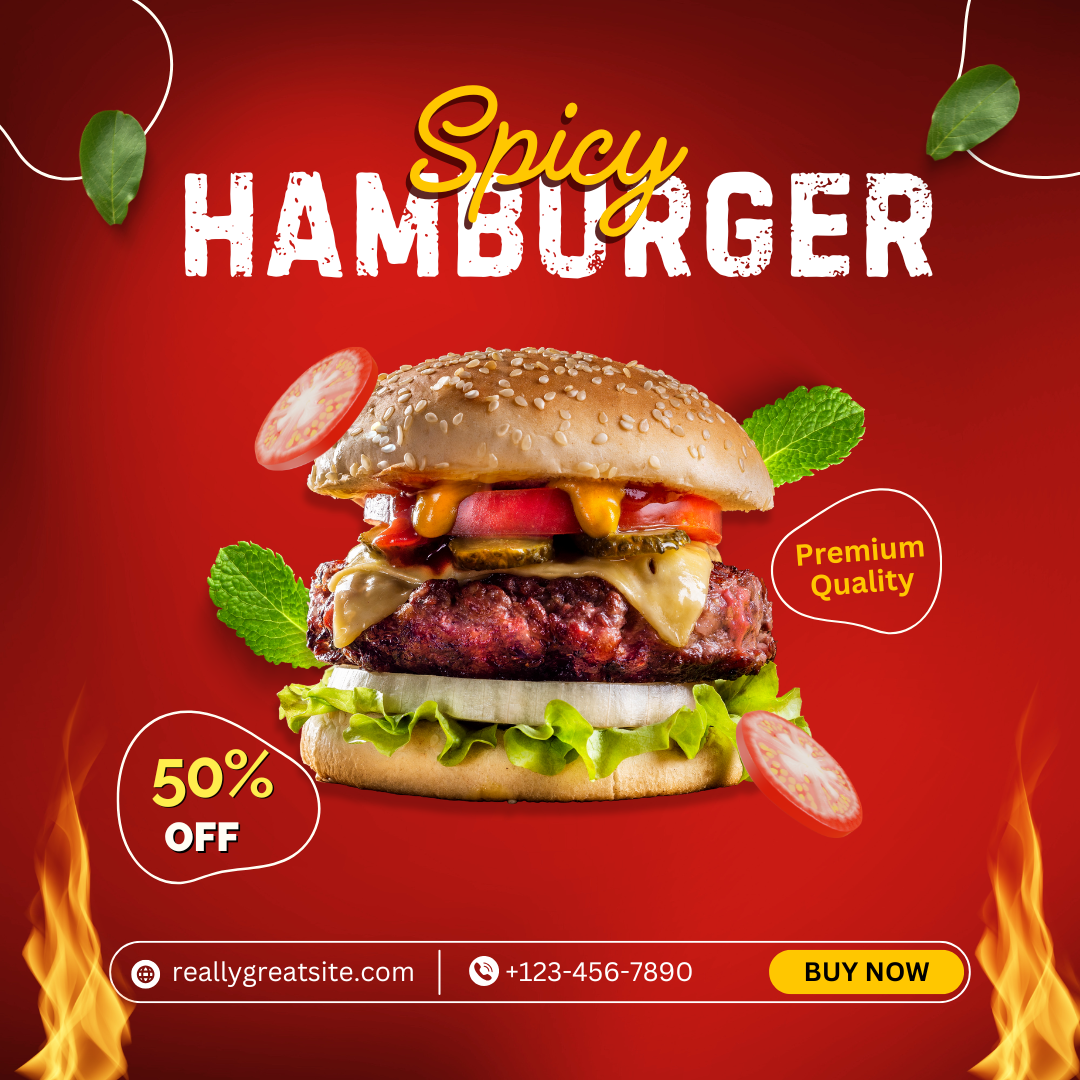 Spicy
HAMBURGER
Premium
Quality
50%
OFF
reallygreatsite.com
+123-456-7890
BUY NOW